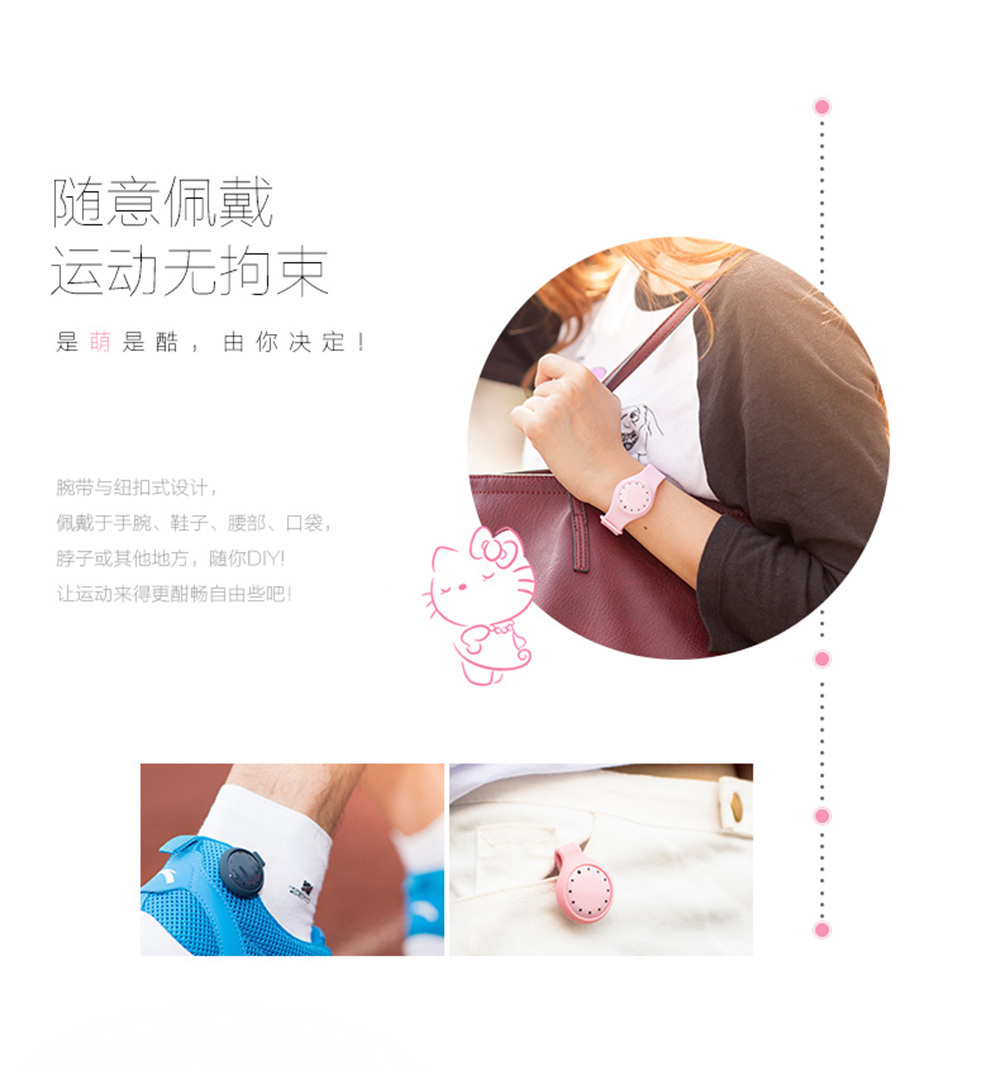 随意佩戴
运动无拘束
是萌是酷，由你决定！
腕带与纽扣式设计，
佩戴于手腕、鞋子、腰部、口袋，
脖子或其他地方，随你DIY!
让运动来得更酣畅自由些吧！